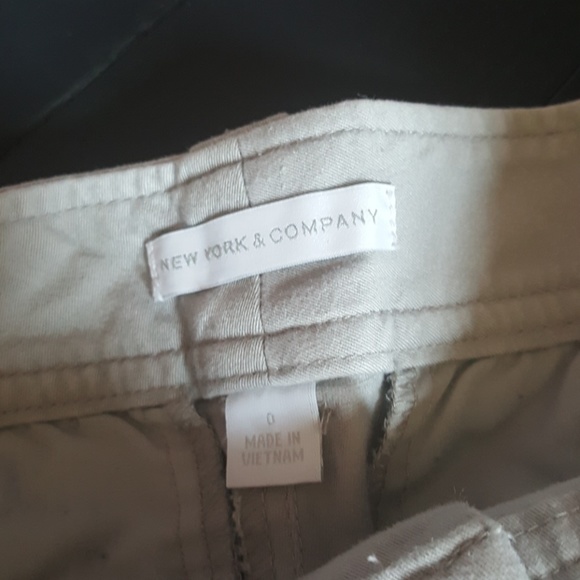 NEW YORK & COMPANY
0
MADE IN
VIETNAM